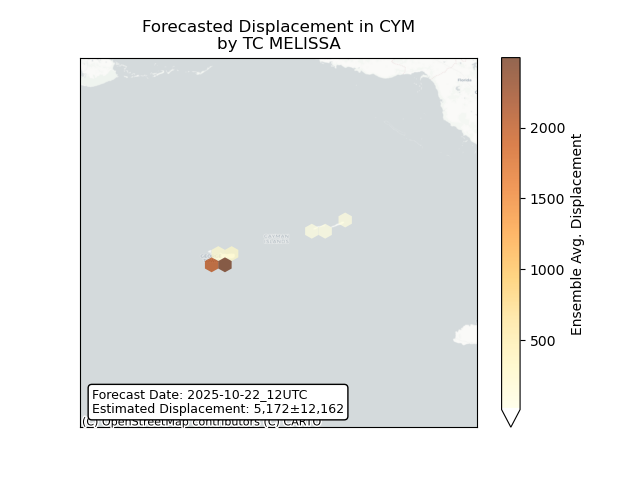 Forecasted Displacement in CYM
by TC MELISSA
2000
1500
1000
500
Ensemble Avg. Displacement
Forecast Date: 2025-10-22_12UTC
Estimated Displacement: 5,172±12,162
(C) OpenStreetMap contributors (C) CARTO